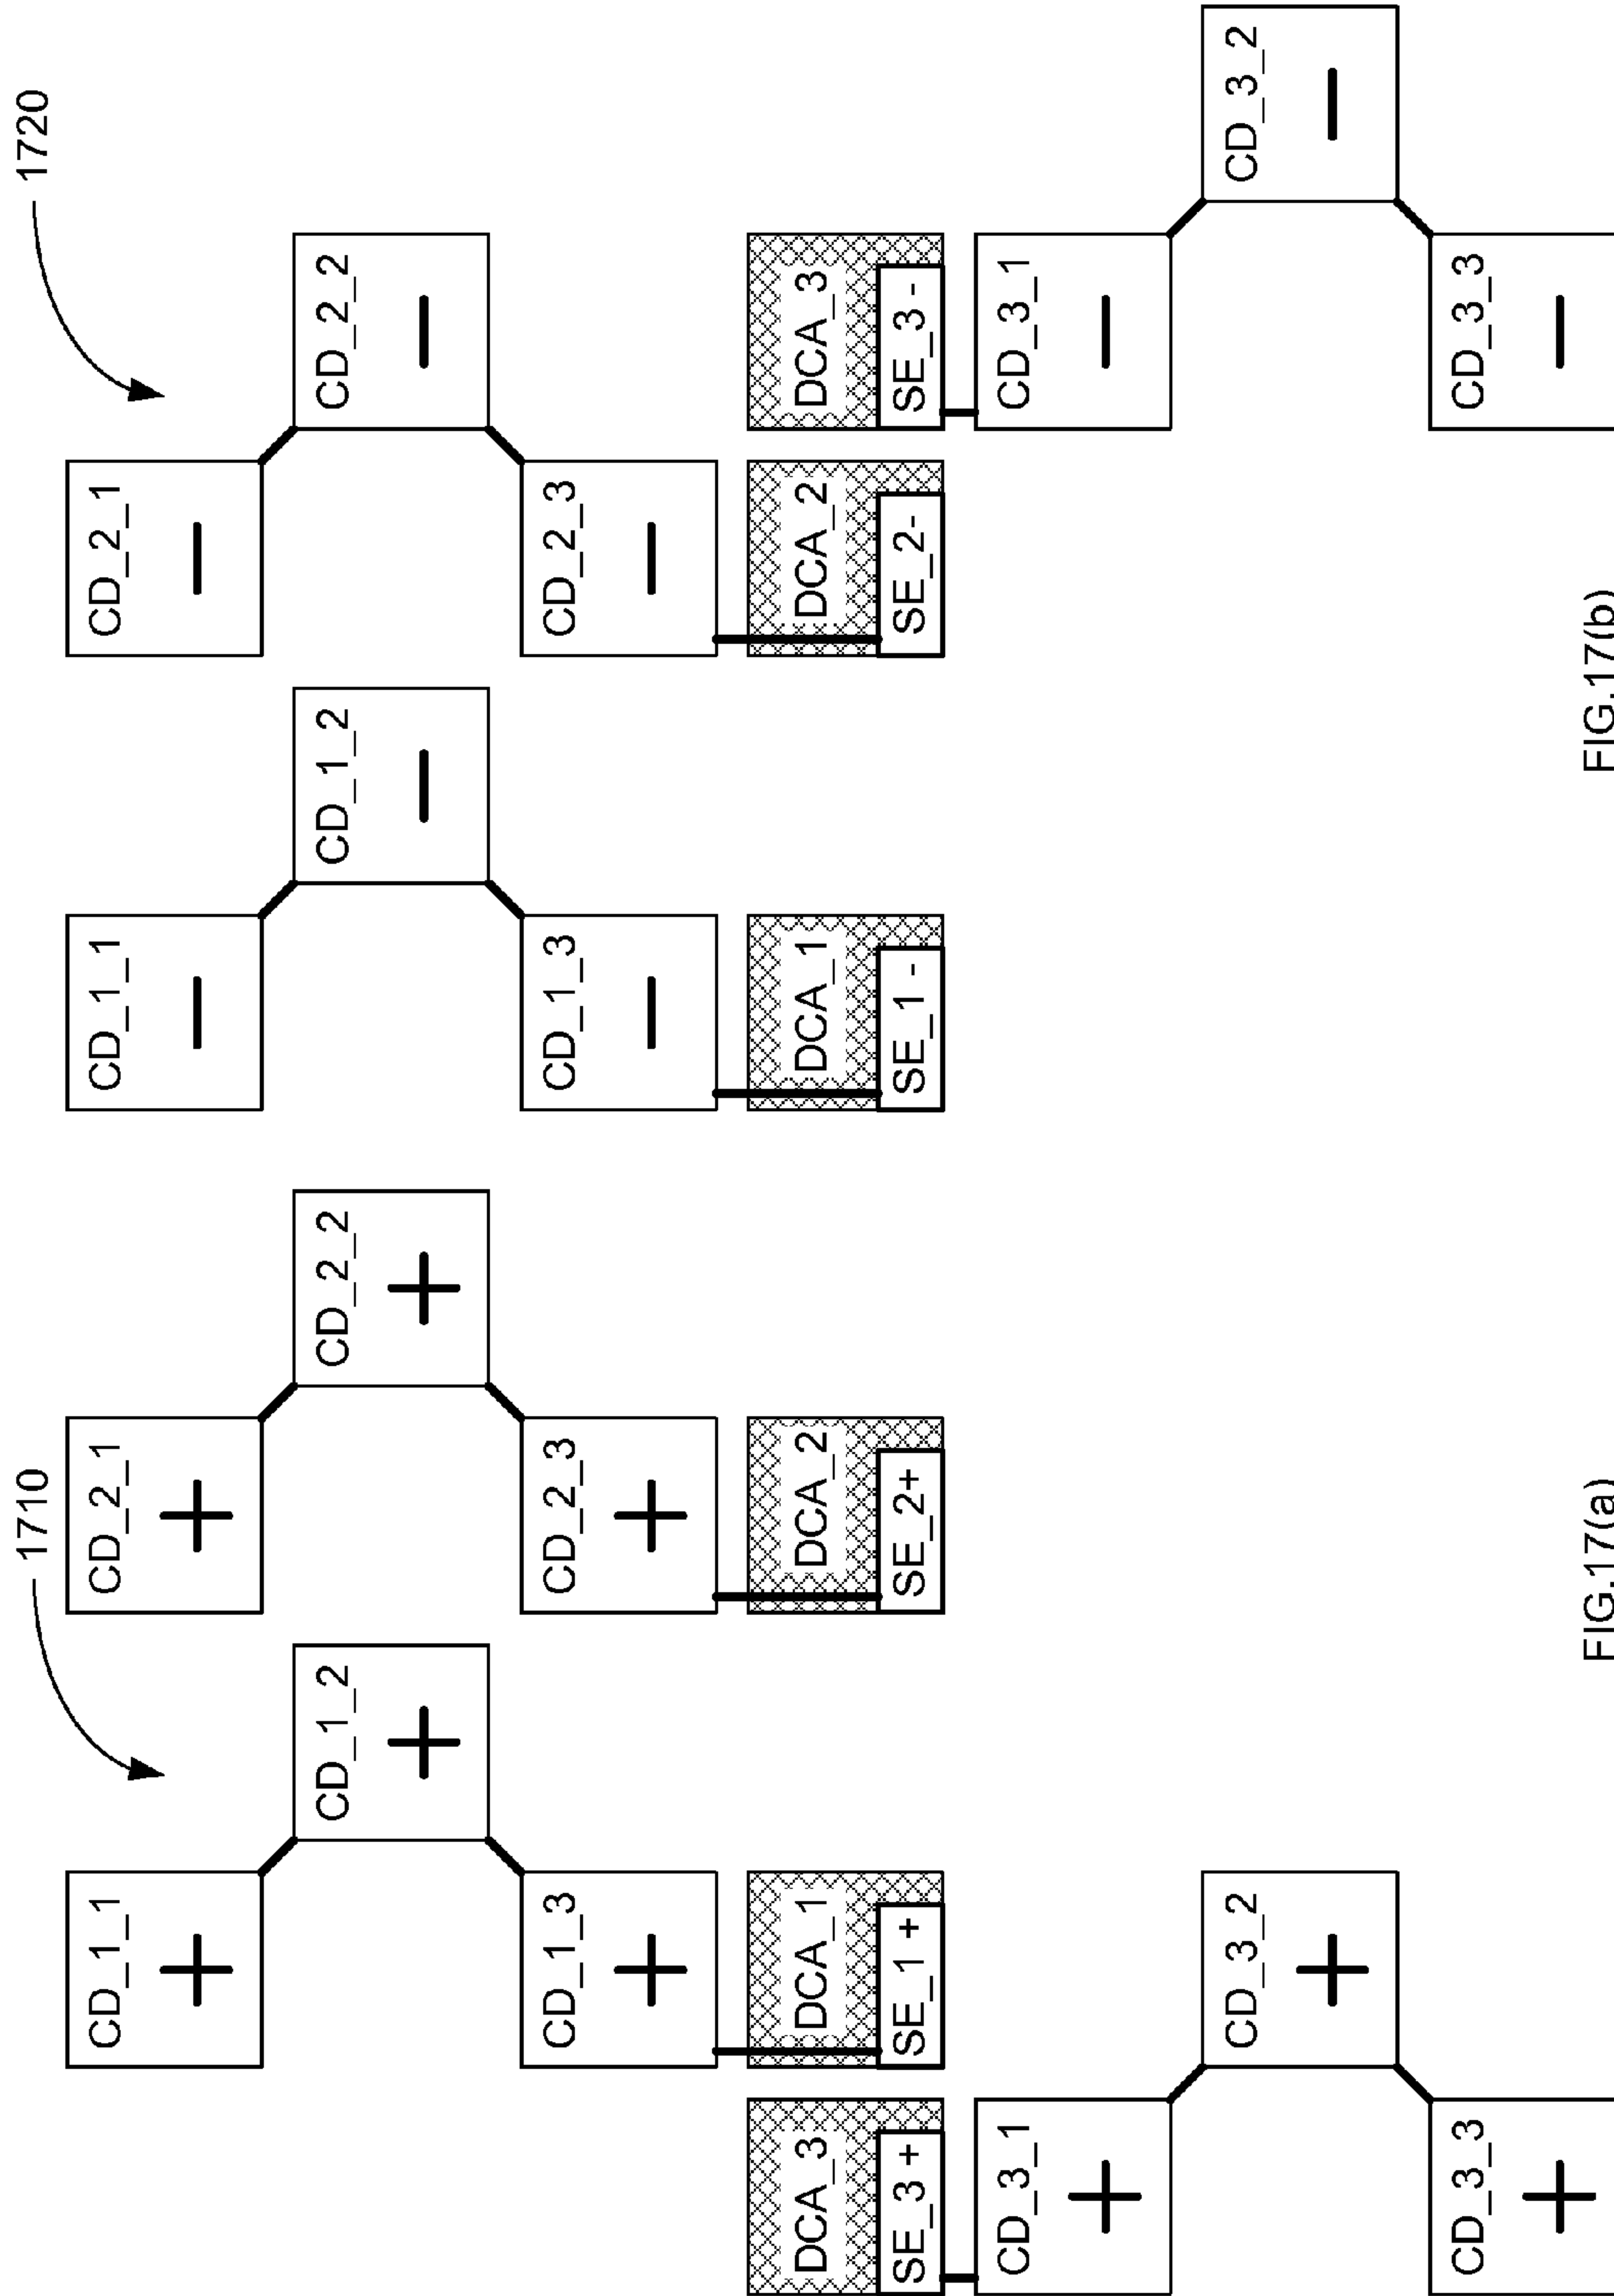 1710
1720
CD_1_1
+
CD_2_1
+
CD_1_1
−
CD_2_1
−
CD_1_2
+
CD_2_2
+
CD_1_2
−
CD_2_2
−
CD_1_3
+
CD_2_3
+
CD_1_3
−
CD_2_3
−
DCA_3
DCA_1
DCA_2
DCA_1
DCA_2
DCA_3
SE_3 +
SE_1 +
SE_2+
SE_1 -
SE_2-
SE_3 -
CD_3_1
+
CD_3_1
−
CD_3_2
+
CD_3_2
−
CD_3_3
+
CD_3_3
−
FIG.17(a)
FIG.17(b)